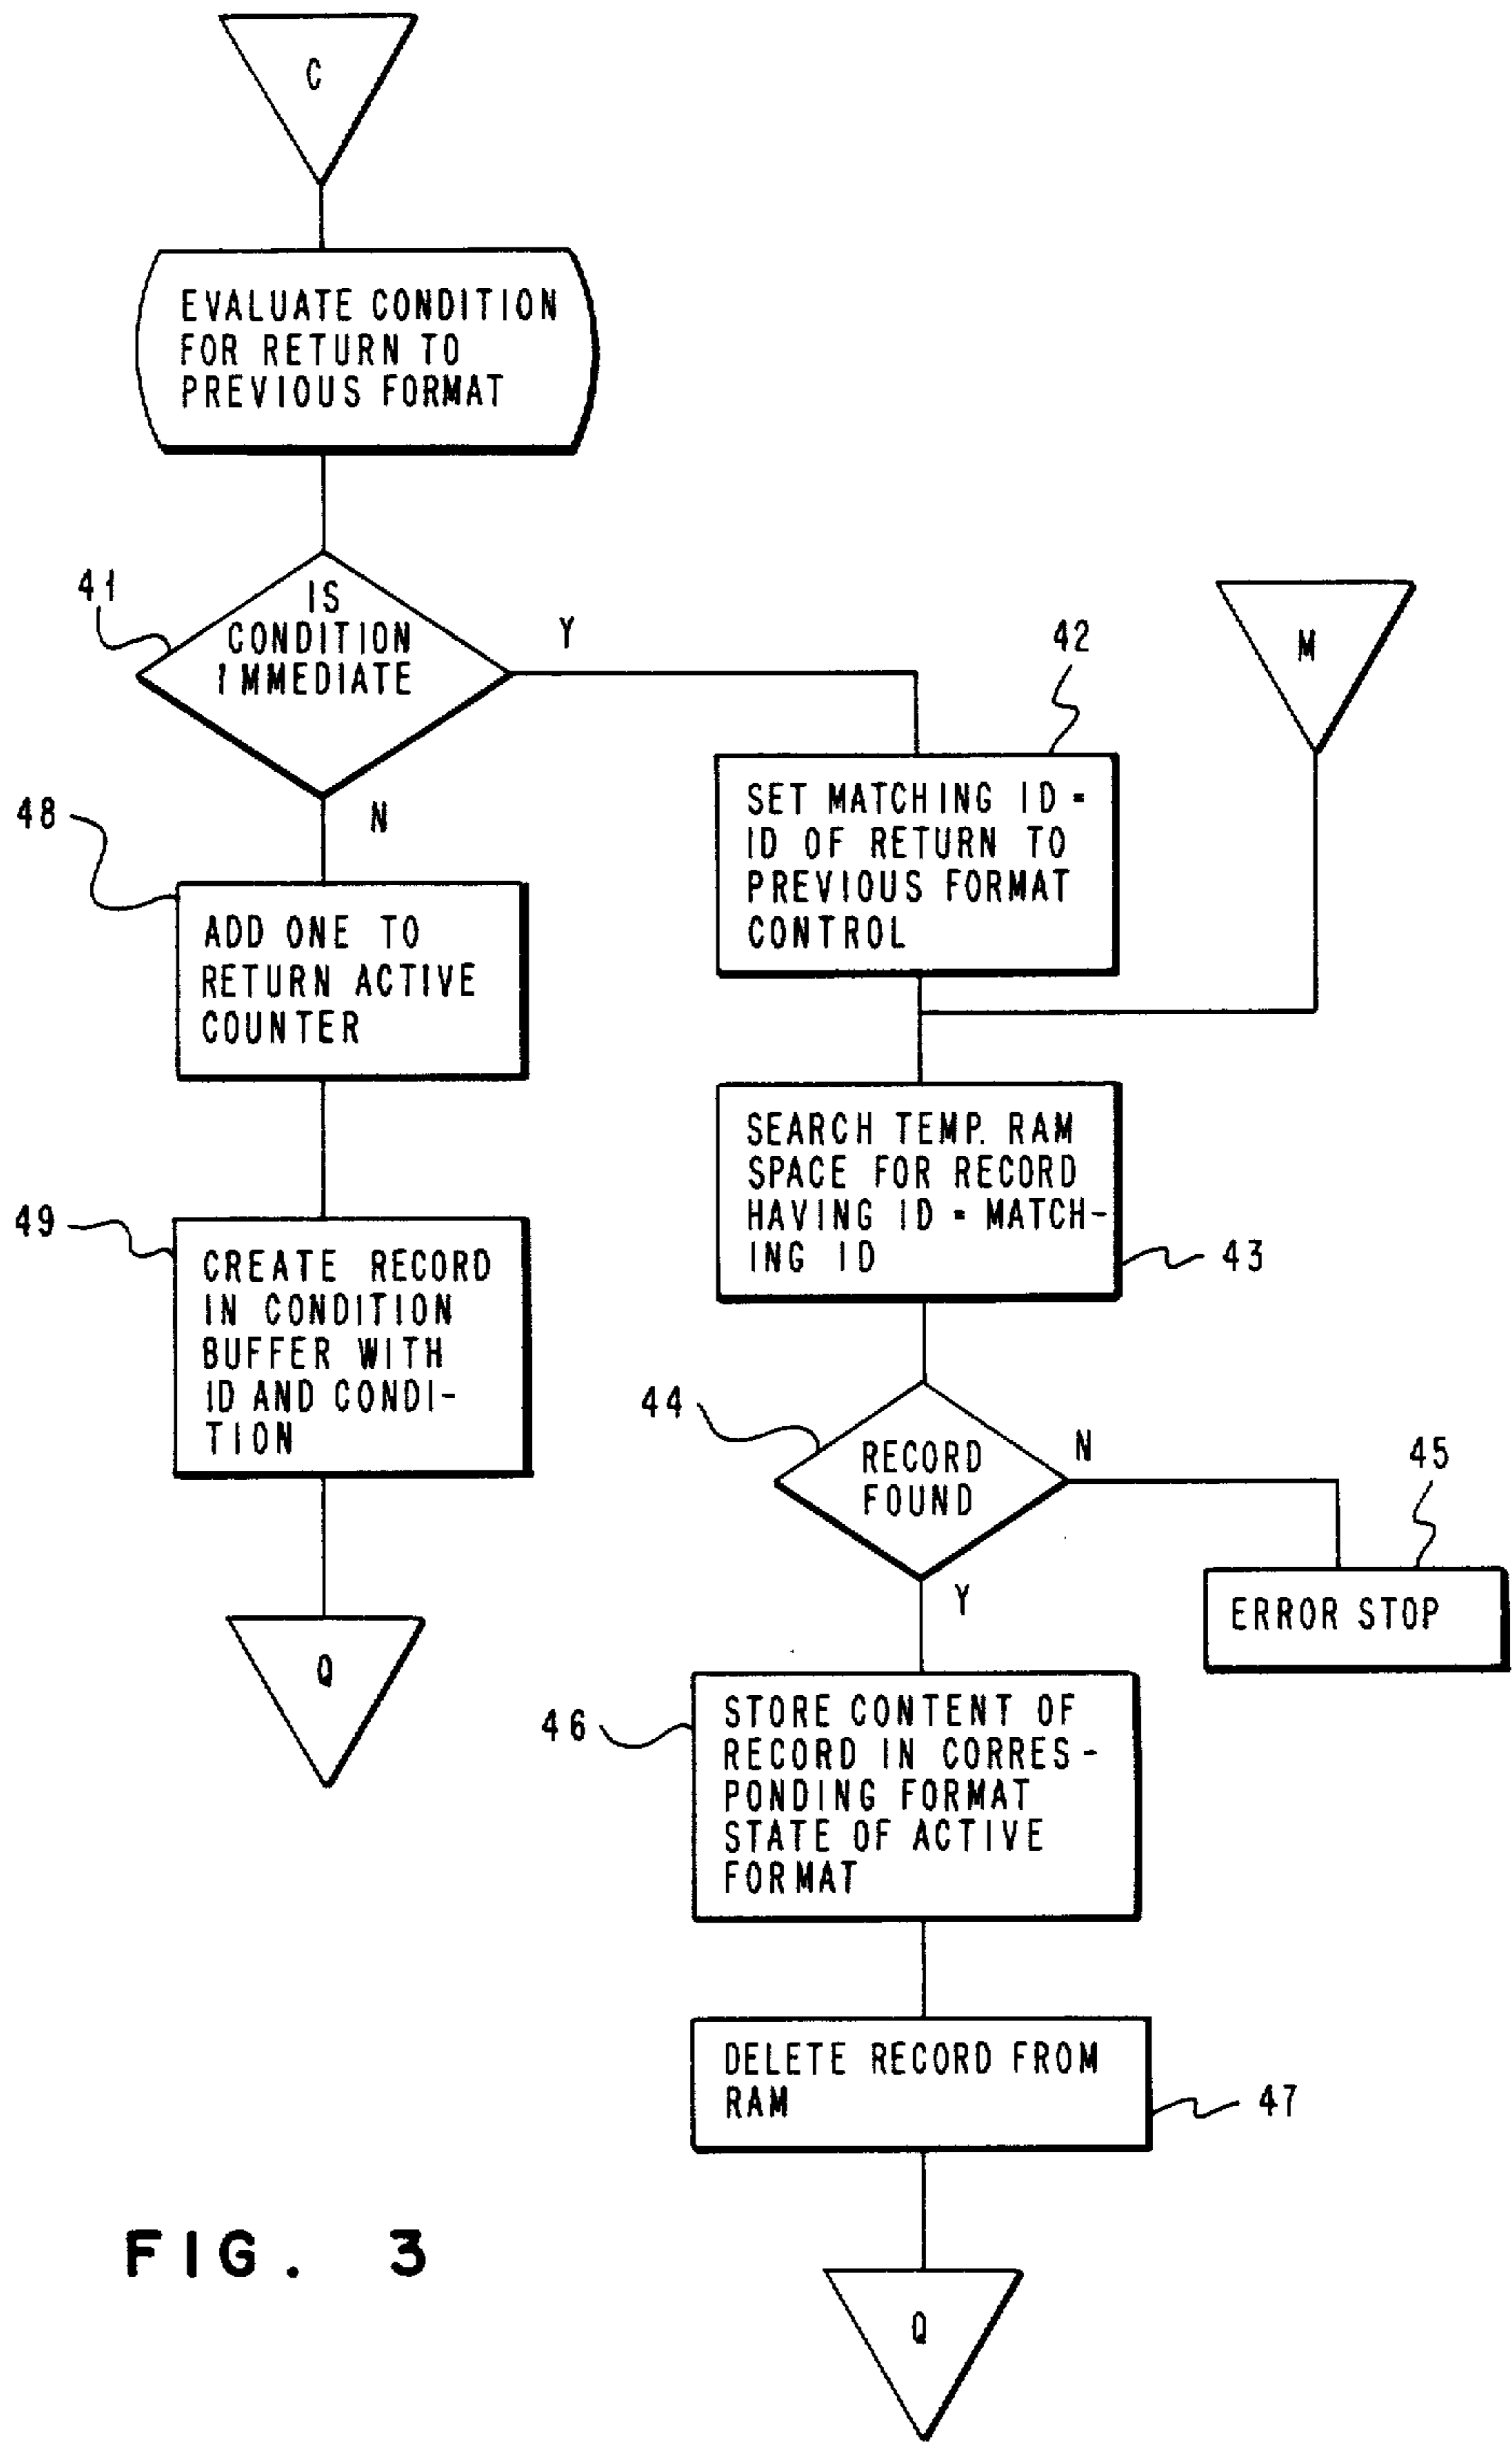 C
EVALUATE CONDITION
FOR RETURN TO
PREVIOUS FORMAT
41
IS
CONDITION
IMMEDIATE
Y
N
48
ADD ONE TO
RETURN ACTIVE
COUNTER
49
CREATE RECORD
IN CONDITION
BUFFER WITH
ID AND CONDI-
TION
Q
42
SET MATCHING ID =
ID OF RETURN TO
PREVIOUS FORMAT
CONTROL
M
SEARCH TEMP. RAM
SPACE FOR RECORD
HAVING ID = MATCH-
ING ID
43
44
RECORD
FOUND
N
45
ERROR STOP
Y
46
STORE CONTENT OF
RECORD IN CORRES-
PONDING FORMAT
STATE OF ACTIVE
FORMAT
DELETE RECORD FROM
RAM
47
Q
FIG. 3